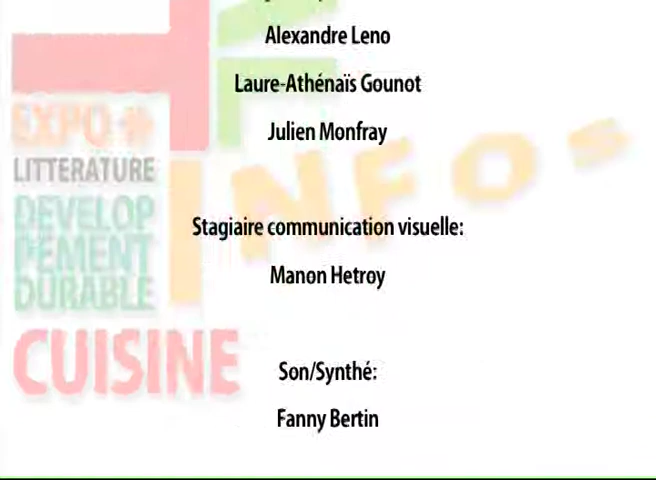 Alexandre Leno
Laure-Athénaïs Gounot
Julien Monfray
EXPO
LITTERATURE
DEVELOP
PEMENT
DURABLE
CUISINE
INFOs
Stagiaire communication visuelle:
Manon Hetroy
Son/Synthé:
Fanny Bertin